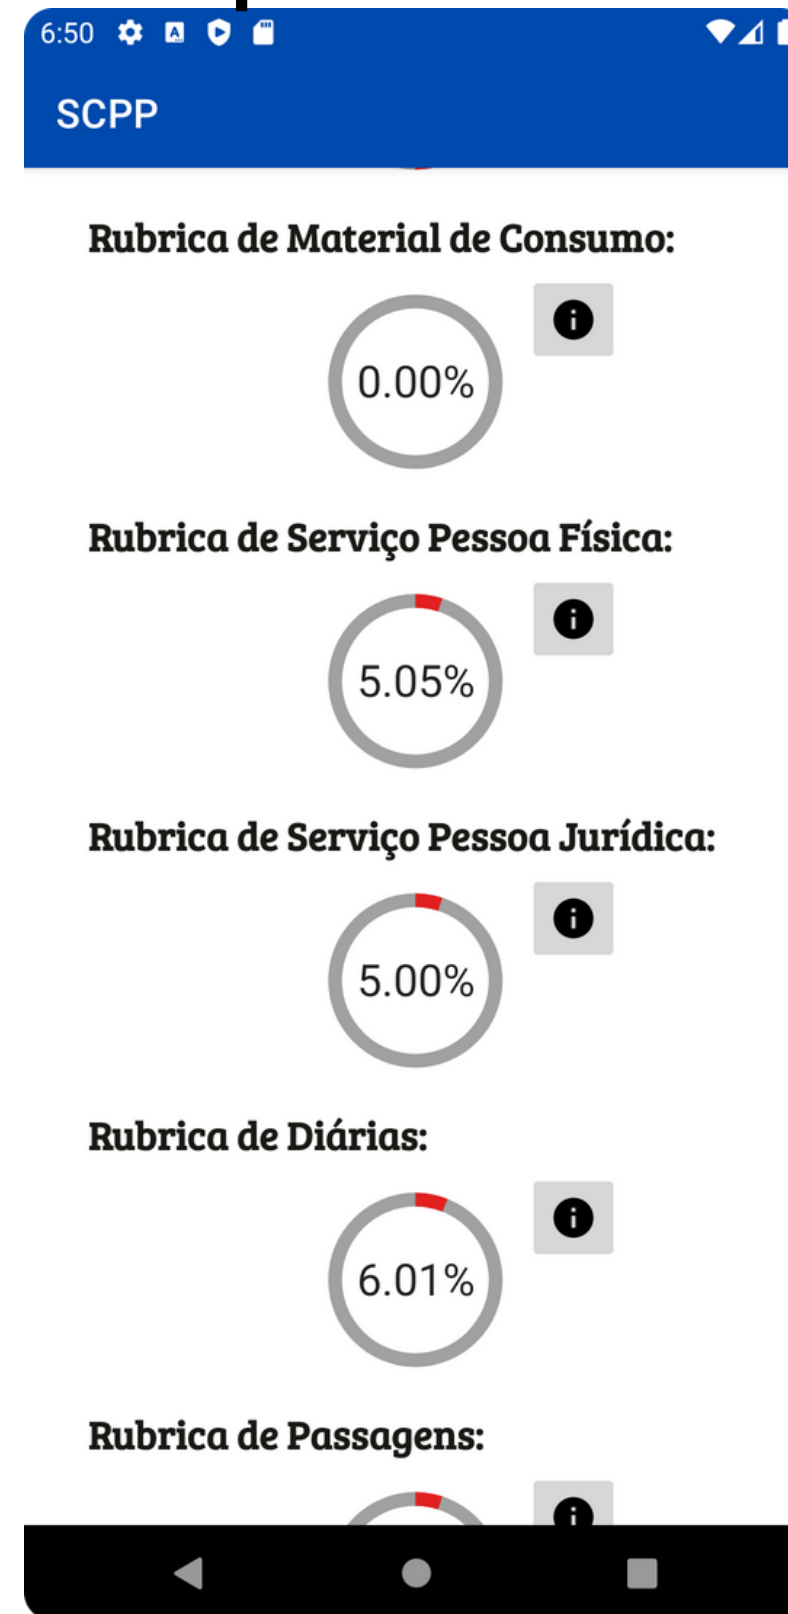 6:50
SCPP
Rubrica de Material de Consumo:
0.00%
Rubrica de Serviço Pessoa Física:
5.05%
Rubrica de Serviço Pessoa Jurídica:
5.00%
Rubrica de Diárias:
6.01%
Rubrica de Passagens: